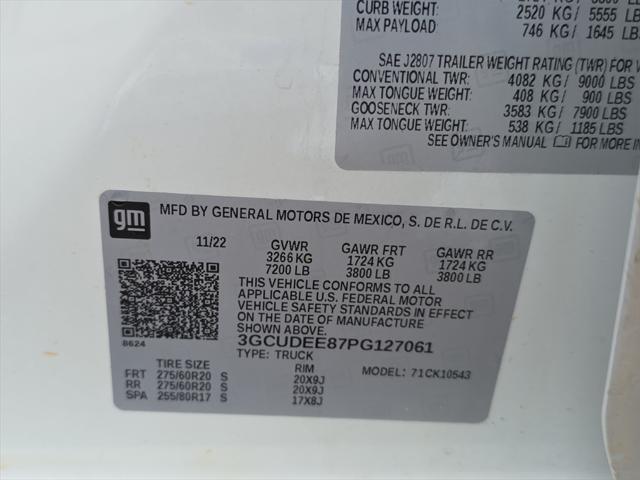 CURB WEIGHT: 2520 KG/ 5555 LBS
MAX PAYLOAD: 746 KG/ 1645 LBS
SAE J2807 TRAILER WEIGHT RATING (TWR) FOR
CONVENTIONAL TWR: 4082 KG/ 9000 LBS
MAX TONGUE WEIGHT: 408 KG/ 900 LBS
GOOSENECK TWR: 3583 KG/ 7900 LBS
MAX TONGUE WEIGHT: 538 KG/ 1185 LBS
SEE OWNER'S MANUAL FOR MORE
gm MFD BY GENERAL MOTORS DE MEXICO, S. DE R.L. DE C.V.
11/22 GVWR GAWR FRT GAWR RR
3266 KG 1724 KG 1724 KG
7200 LB 3800 LB 3800 LB
THIS VEHICLE CONFORMS TO ALL
APPLICABLE U.S. FEDERAL MOTOR
VEHICLE SAFETY STANDARDS IN EFFECT
ON THE DATE OF MANUFACTURE
SHOWN ABOVE.
8624
3GCUDEE87PG127061
TYPE: TRUCK
TIRE SIZE RIM MODEL: 71CK10543
FRT 275/60R20 S 20X9J
RR 275/60R20 S 20X9J
SPA 255/80R17 S 17X8J